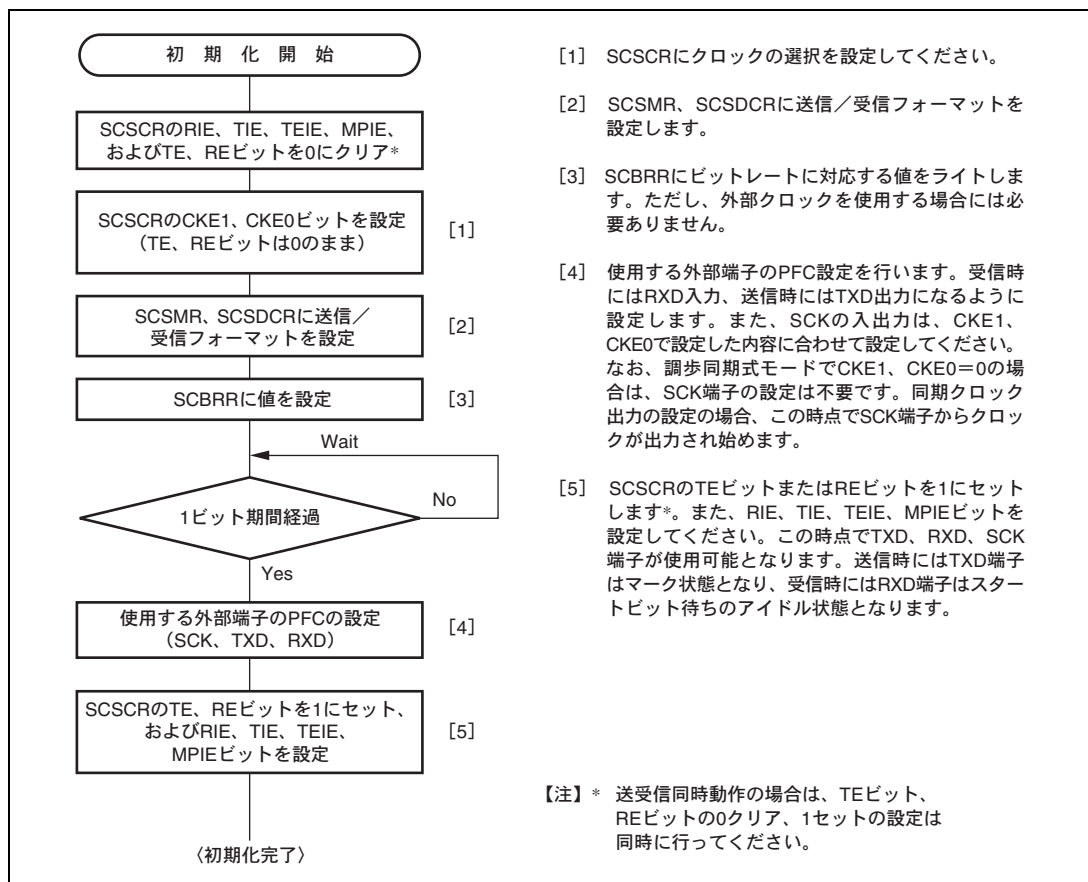 初 期 化 開 始
SCSCRのRIE、TIE、TEIE、MPIE、
およびTE、REビットを0にクリア*
SCSCRのCKE1、CKE0ビットを設定
（TE、REビットは0のまま）
[1]
SCSMR、SCSDCRに送信／
受信フォーマットを設定
[2]
SCBRRに値を設定
[3]
Wait
1ビット期間経過
No
Yes
使用する外部端子のPFCの設定
（SCK、TXD、RXD）
[4]
SCSCRのTE、REビットを1にセット、
およびRIE、TIE、TEIE、
MPIEビットを設定
[5]
〈初期化完了〉
[1] SCSCRにクロックの選択を設定してください。
[2] SCSMR、SCSDCRに送信／受信フォーマットを
設定します。
[3] SCBRRにビットレートに対応する値をライトしま
す。ただし、外部クロックを使用する場合には必
要ありません。
[4] 使用する外部端子のPFC設定を行います。受信時
にはRXD入力、送信時にはTXD出力になるように
設定します。また、SCKの入出力は、CKE1、
CKE0で設定した内容に合わせて設定してください。
なお、調歩同期式モードでCKE1、CKE0＝0の場
合は、SCK端子の設定は不要です。同期クロック
出力の設定の場合、この時点でSCK端子からクロッ
クが出力され始めます。
[5] SCSCRのTEビットまたはREビットを1にセット
します*。また、RIE、TIE、TEIE、MPIEビットを
設定してください。この時点でTXD、RXD、SCK
端子が使用可能となります。送信時にはTXD端子
はマーク状態となり、受信時にはRXD端子はスター
トビット待ちのアイドル状態となります。
【注】* 送受信同時動作の場合は、TEビット、
REビットの0クリア、1セットの設定は
同時に行ってください。